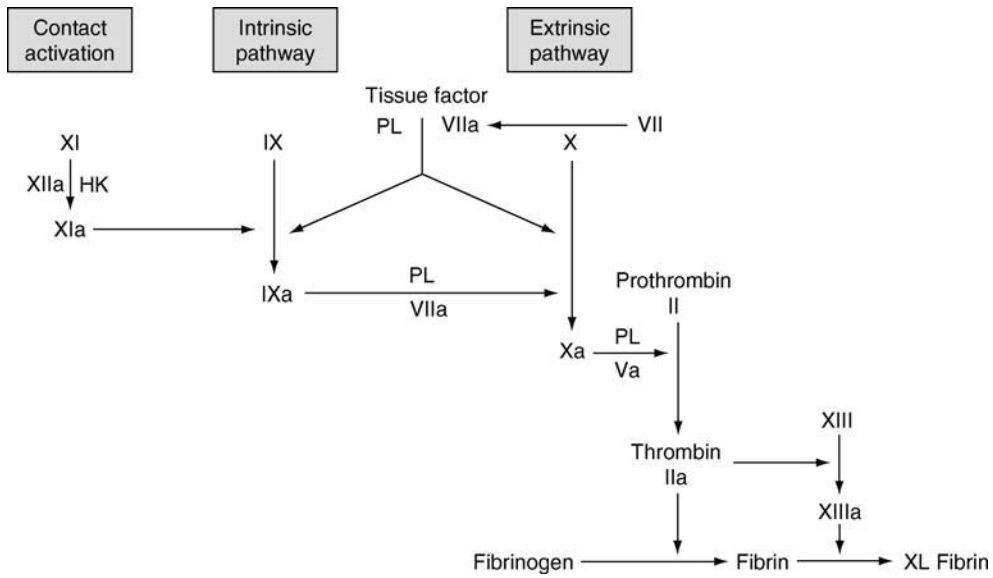 Contact
activation
Intrinsic
pathway
Extrinsic
pathway
Tissue factor
PL VIIa VII
XI IX X
XIIa HK
XIa
IXa PL
VIIa
Prothrombin
II
Xa PL
Va
XIII
Thrombin
IIa
XIIIa
Fibrinogen Fibrin XL Fibrin